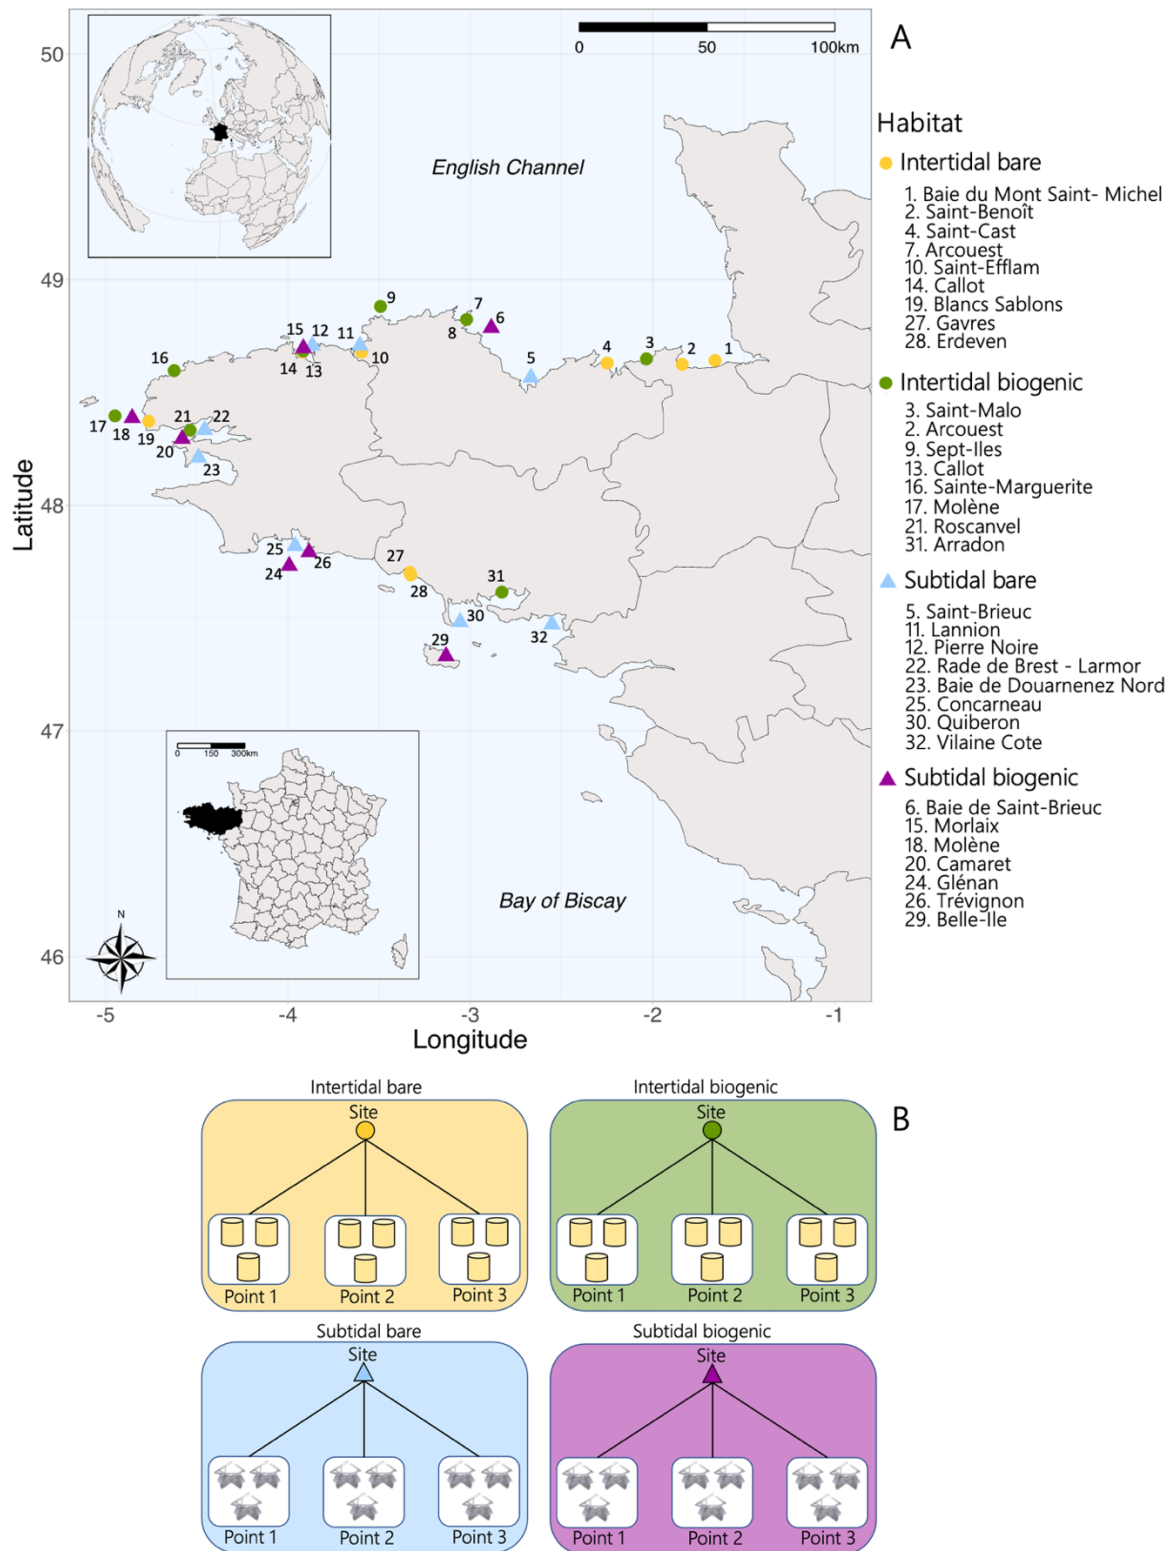 A
0 50 100km
50
English Channel
49
9
7
15 12 11
8
6
16
14 13
10
5
4 3 2 1
17 18 19
21 22
20
23
48
Latitude
25
24
26
27
28
31
30
32
29
47
0 150 300km
Bay of Biscay
N
46
-5 -4 -3 -2 -1
Longitude
Habitat
Intertidal bare
1. Baie du Mont Saint- Michel
2. Saint-Benoît
4. Saint-Cast
7. Arcouest
10. Saint-Efflam
14. Callot
19. Blancs Sablons
27. Gavres
28. Erdeven
Intertidal biogenic
3. Saint-Malo
2. Arcouest
9. Sept-Iles
13. Callot
16. Sainte-Marguerite
17. Molène
21. Roscanvel
31. Arradon
Subtidal bare
5. Saint-Brieuc
11. Lannion
12. Pierre Noire
22. Rade de Brest - Larmor
23. Baie de Douarnenez Nord
25. Concarneau
30. Quiberon
32. Vilaine Cote
Subtidal biogenic
6. Baie de Saint-Brieuc
15. Morlaix
18. Molène
20. Camaret
24. Glénan
26. Trévignon
29. Belle-Ile
B
Intertidal bare
Site
Point 1 Point 2 Point 3
Intertidal biogenic
Site
Point 1 Point 2 Point 3
Subtidal bare
Site
Point 1 Point 2 Point 3
Subtidal biogenic
Site
Point 1 Point 2 Point 3